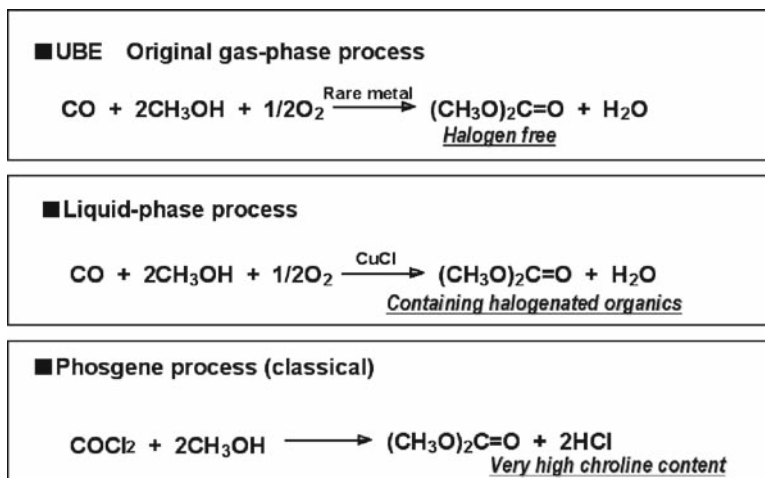 ■UBE Original gas-phase process
Rare metal
CO + 2CH₃OH + 1/2O₂ → (CH₃O)₂C=O + H₂O
Halogen free
■Liquid-phase process
CuCl
CO + 2CH₃OH + 1/2O₂ → (CH₃O)₂C=O + H₂O
Containing halogenated organics
■Phosgene process (classical)
COCl₂ + 2CH₃OH → (CH₃O)₂C=O + 2HCl
Very high chroline content